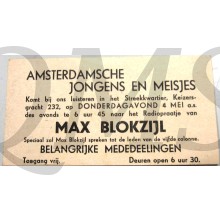 AMSTERDAMSCHE
JONGENS EN MEISJES
Komt bij ons luisteren in het Streekkwartier, Keizers-
gracht 232, op DONDERDAGAVOND 4 MEI a.s.
des avonds te 6 uur 45 naar het Radiopraatje van
MAX BLOKZIJL
Speciaal zal Max Blokzijl spreken tot de leden van de vijfde colonne.
BELANGRIJKE MEDEDEELINGEN
Toegang vrij. Deuren open 6 uur 30.